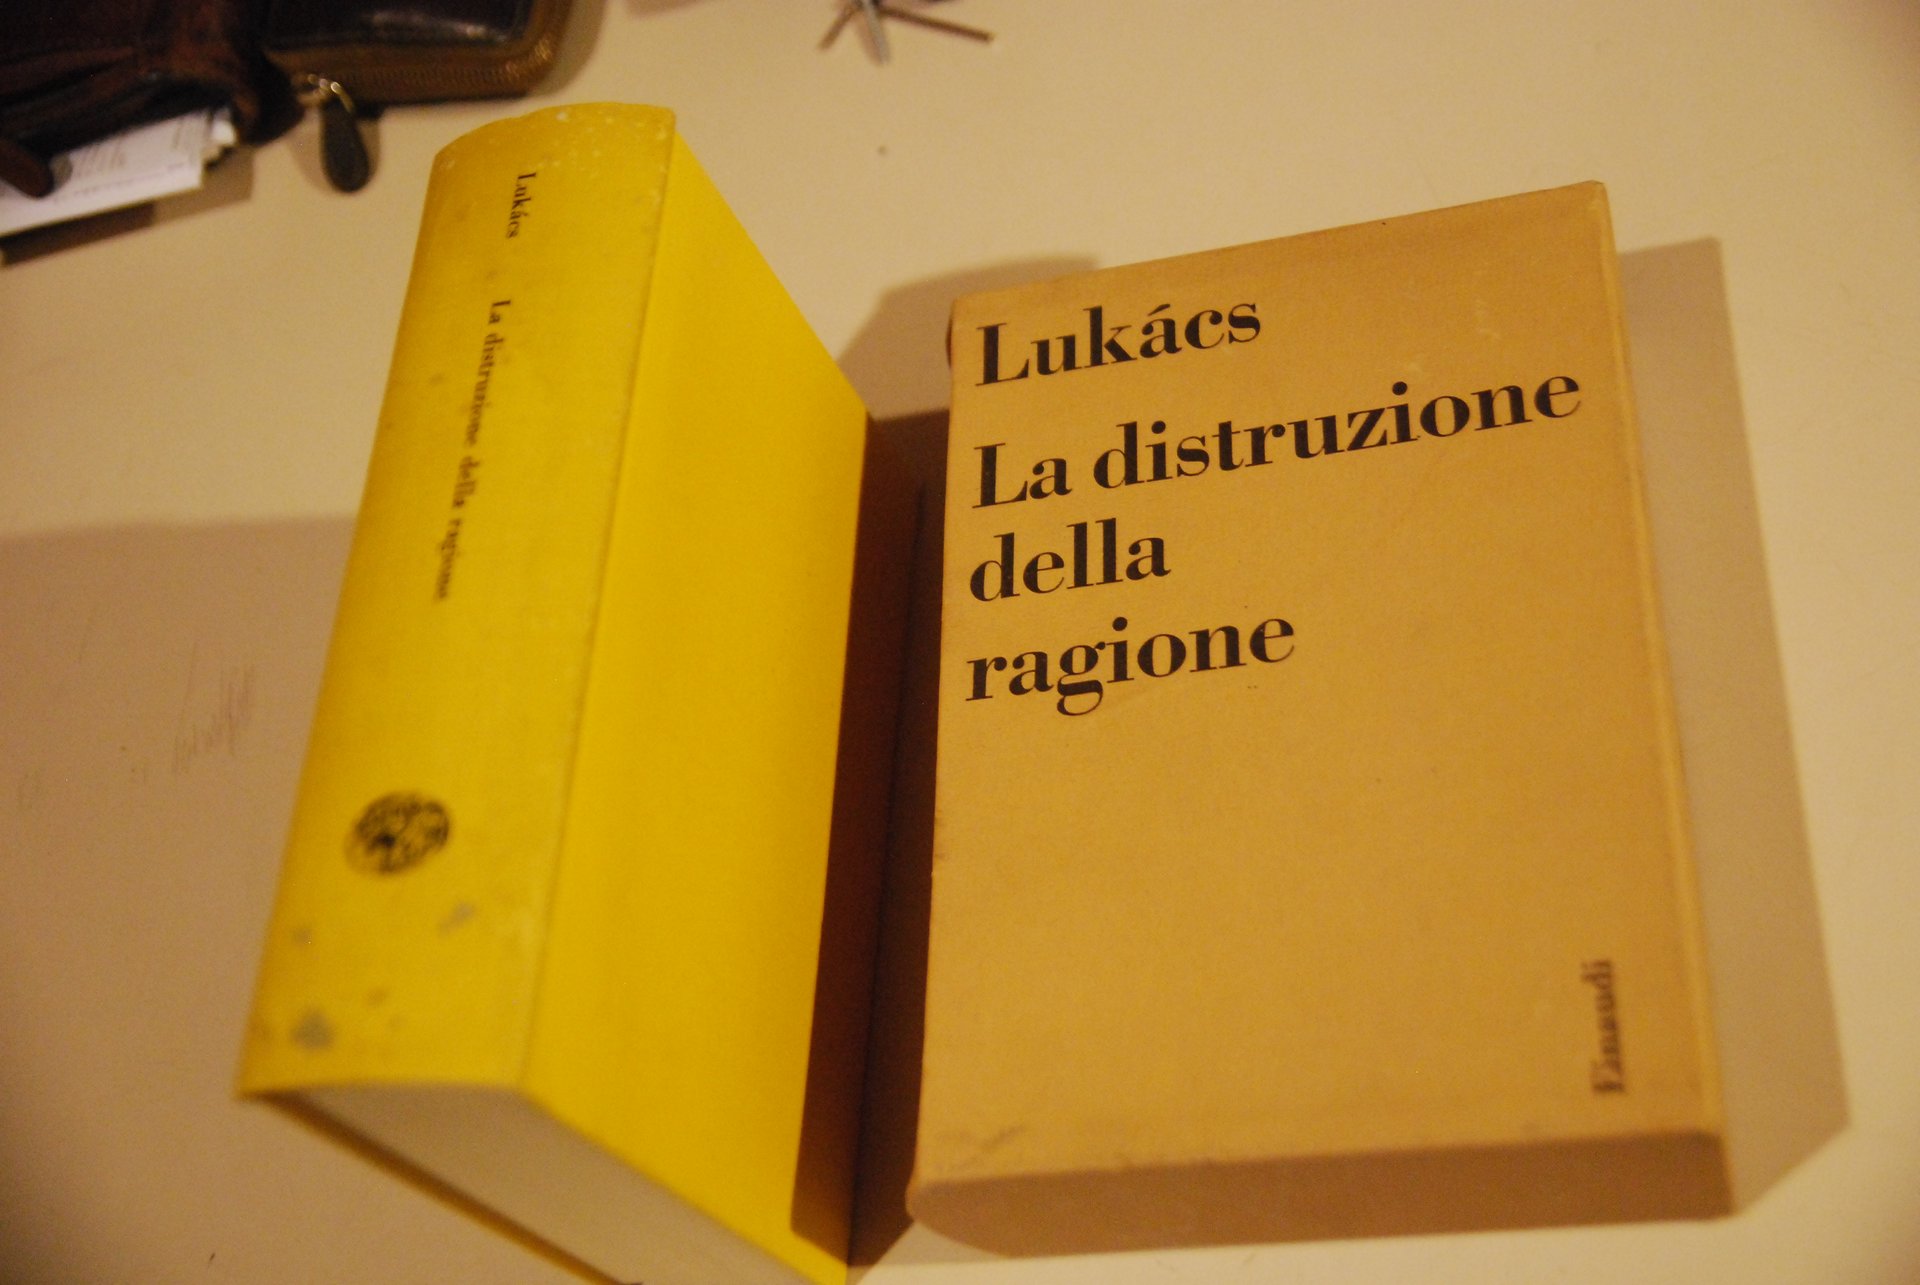 Lukács La distruzione della ragione
Lukács
La distruzione
della
ragione
Einaudi